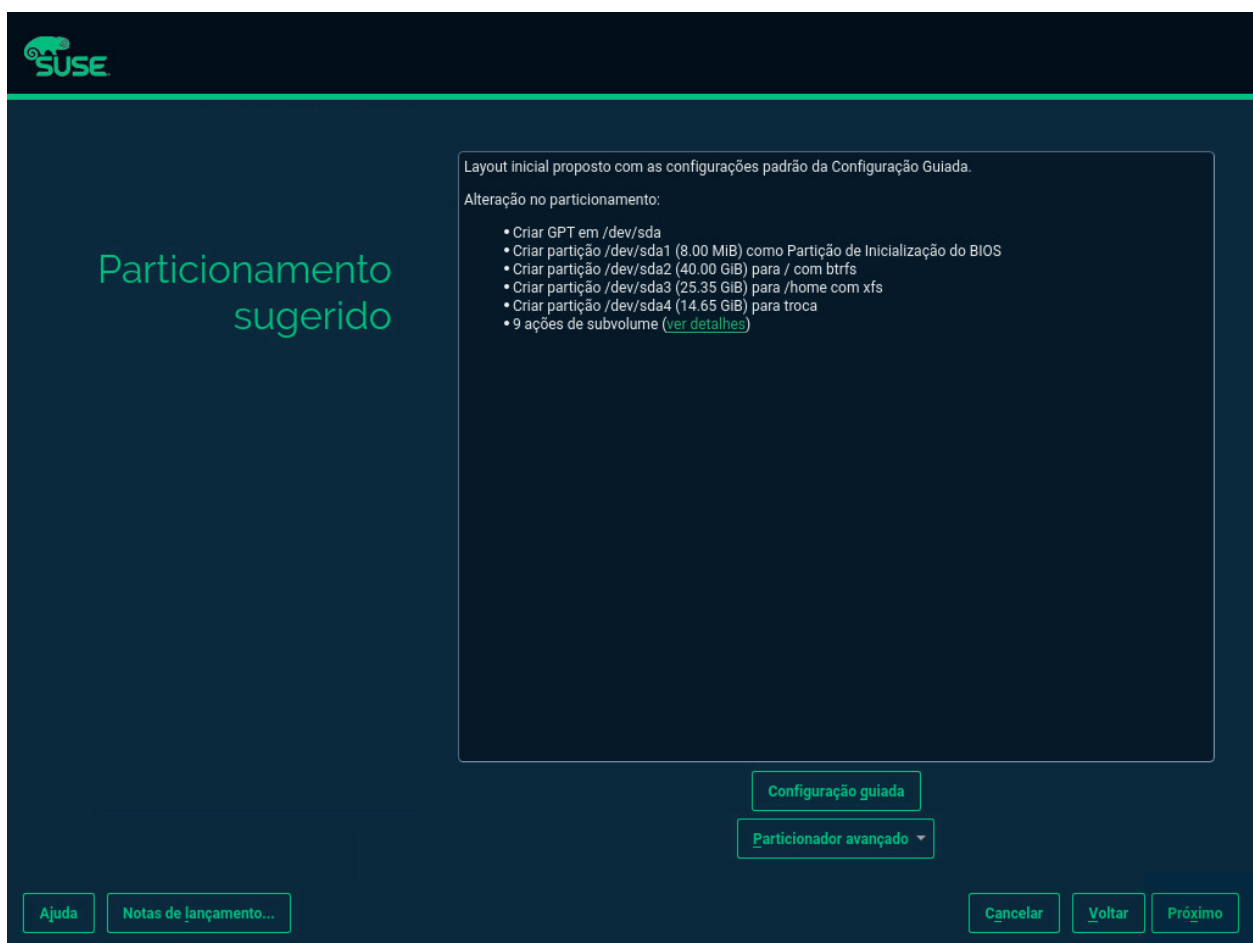 SUSE
Particionamento
sugerido
Layout inicial proposto com as configurações padrão da Configuração Guiada.
Alteração no particionamento:
• Criar GPT em /dev/sda
• Criar partição /dev/sda1 (8.00 MiB) como Partição de Inicialização do BIOS
• Criar partição /dev/sda2 (40.00 GiB) para / com btrfs
• Criar partição /dev/sda3 (25.35 GiB) para /home com xfs
• Criar partição /dev/sda4 (14.65 GiB) para troca
• 9 ações de subvolume (ver detalhes)
Configuração guiada
Particionador avançado
Ajuda
Notas de lançamento...
Cancelar
Voltar
Próximo